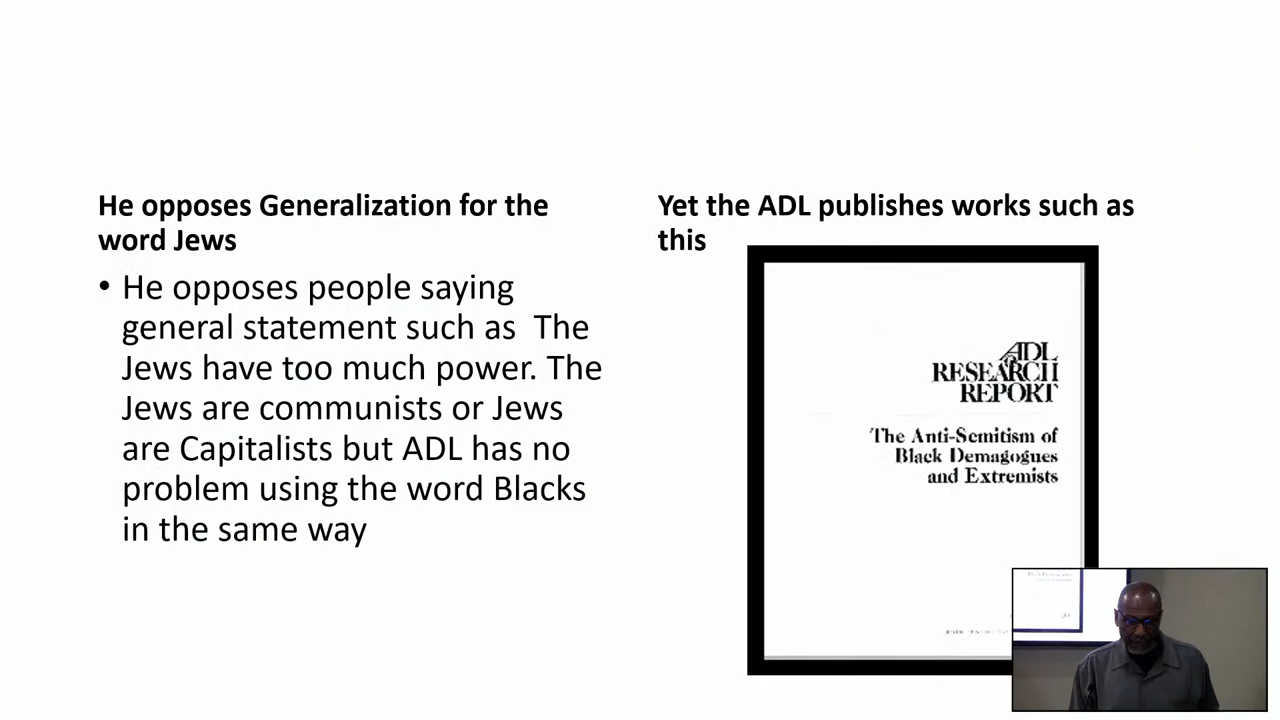 He opposes Generalization for the
word Jews
• He opposes people saying
general statement such as The
Jews have too much power. The
Jews are communists or Jews
are Capitalists but ADL has no
problem using the word Blacks
in the same way
Yet the ADL publishes works such as
this
ADL
RESEARCH
REPORT
The Anti-Semitism of
Black Demagogues
and Extremists